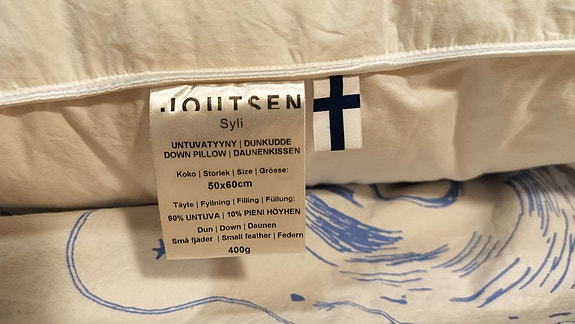 JOUTSEN
Syli
UNTUVATYYNY | DUNKUDDE
DOWN PILLOW | DAUNENKISSEN
Koko | Storlek | Size | Grösse:
50x60cm
Täyte | Fyllning | Filling | Füllung:
90% UNTUVA | 10% PIENI HÖYHEN
Dun | Down | Daunen
Små fjäder | Small feather | Federn
400g